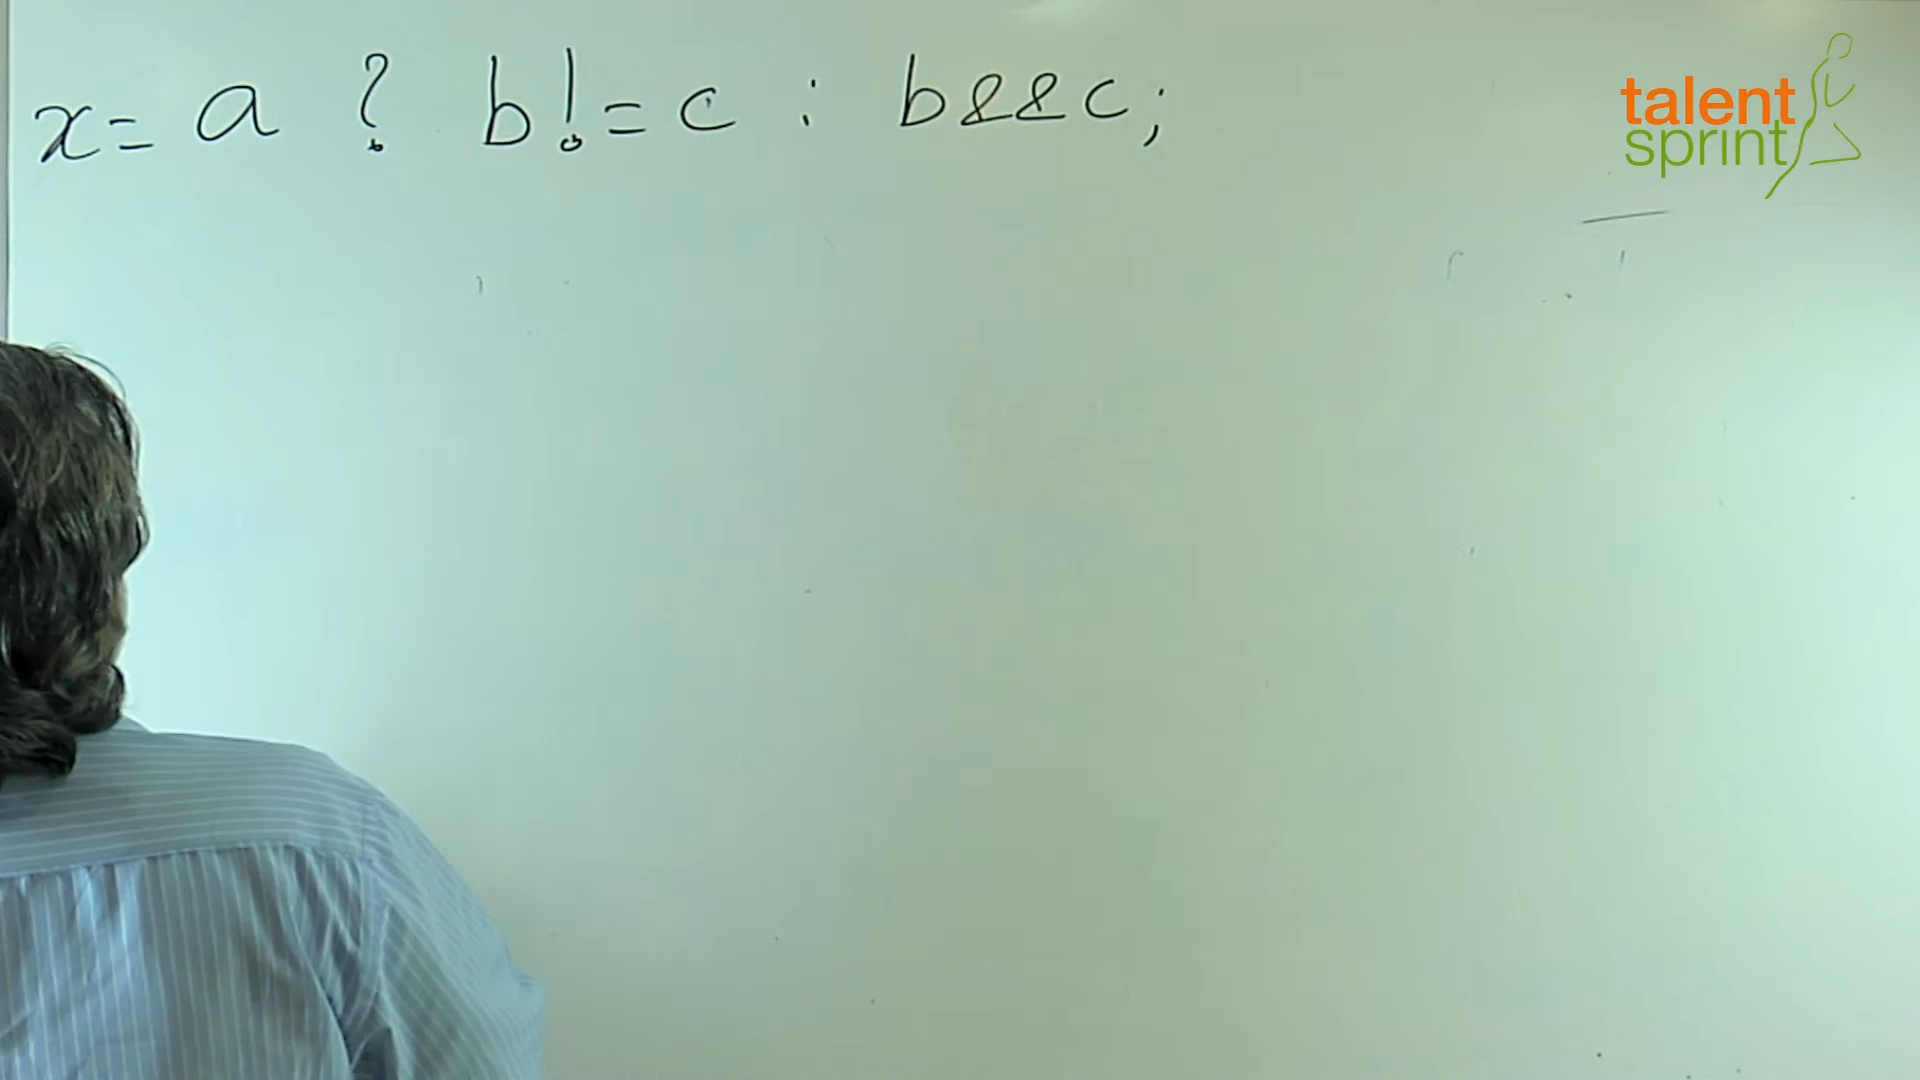 x = a ? b != c : b && c;
talent
sprint